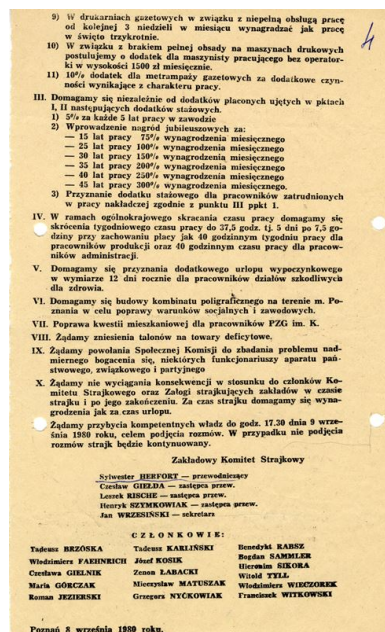 4
9) W drukarniach gazetowych w związku z niepełną obsługą pracę
od kolejnej 3 niedzieli w miesiącu wynagradzać jak pracę
w święto trzykrotnie.
10) W związku z brakiem pełnej obsady na maszynach drukowych
postulujemy o dodatek dla maszynisty pracującego bez operator-
ki w wysokości 1500 zł miesięcznie.
11) 10% dodatek dla metrampaży gazetowych za dodatkowe czyn-
ności wynikające z charakteru pracy.
III. Domagamy się niezależnie od dodatków płaconych ujętych w pktach
I, II następujących dodatków stażowych.
1) 5% za każde 5 lat pracy w zawodzie
2) Wprowadzenie nagród jubileuszowych za:
— 15 lat pracy 75% wynagrodzenia miesięcznego
— 25 lat pracy 100% wynagrodzenia miesięcznego
— 30 lat pracy 150% wynagrodzenia miesięcznego
— 35 lat pracy 200% wynagrodzenia miesięcznego
— 40 lat pracy 250% wynagrodzenia miesięcznego
— 45 lat pracy 300% wynagrodzenia miesięcznego.
3) Przyznanie dodatku stażowego dla pracowników zatrudnionych
w pracy nakładczej zgodnie z punktu III ppkt 1.
IV. W ramach ogólnokrajowego skracania czasu pracy domagamy się
skrócenia tygodniowego czasu pracy do 37,5 godz. tj. 5 dni po 7,5 go-
dziny przy zachowaniu płacy jak 40 godzinnym tygodniu pracy dla
pracowników produkcji oraz 40 godzinnym czasu pracy dla pracow-
ników administracji.
V. Domagamy się przyznania dodatkowego urlopu wypoczynkowego
w wymiarze 12 dni rocznie dla pracowników działów szkodliwych
dla zdrowia.
VI. Domagamy się budowy kombinatu poligraficznego na terenie m. Po-
znania w celu poprawy warunków socjalnych i zawodowych.
VII. Poprawa kwestii mieszkaniowej dla pracowników PZG im. K.
VIII. Żądamy zniesienia talonów na towary deficytowe.
IX. Żądamy powołania Społecznej Komisji do zbadania problemu nad-
miernego bogacenia się, niektórych funkcjonariuszy aparatu pań-
stwowego, związkowego i partyjnego
X. Żądamy nie wyciągania konsekwencji w stosunku do członków Ko-
mitetu Strajkowego oraz Załogi strajkujących zakładów w czasie
strajku i po jego zakończeniu. Za czas strajku domagamy się wyna-
grodzenia jak za czas urlopu.
Żądamy przybycia kompetentnych władz do godz. 17.30 dnia 9 wrze-
śnia 1980 roku, celem podjęcia rozmów. W przypadku nie podjęcia
rozmów strajk będzie kontynuowany.
Zakładowy Komitet Strajkowy
Sylwester HERFORT — przewodniczący
Czesław GIEŁDA — zastępca przew.
Leszek RISCHE — zastępca przew.
Henryk SZYMKOWIAK — zastępca przew.
Jan WRZESIŃSKI — sekretarz
CZŁONKOWIE:
Tadeusz BRZÓSKA
Włodzimierz FAEHNRICH
Czesława GIELNIK
Maria GÓRCZAK
Roman JEZIERSKI
Tadeusz KARLIŃSKI
Józef KOSIK
Zenon ŁABACKI
Mieczysław MATUSZAK
Grzegorz NYĆKOWIAK
Benedykt RABSZ
Bogdan SAMMLER
Hieronim SIKORA
Witold TYLL
Włodzimierz WIECZOREK
Franciszek WITKOWSKI
Poznań 8 września 1980 roku.